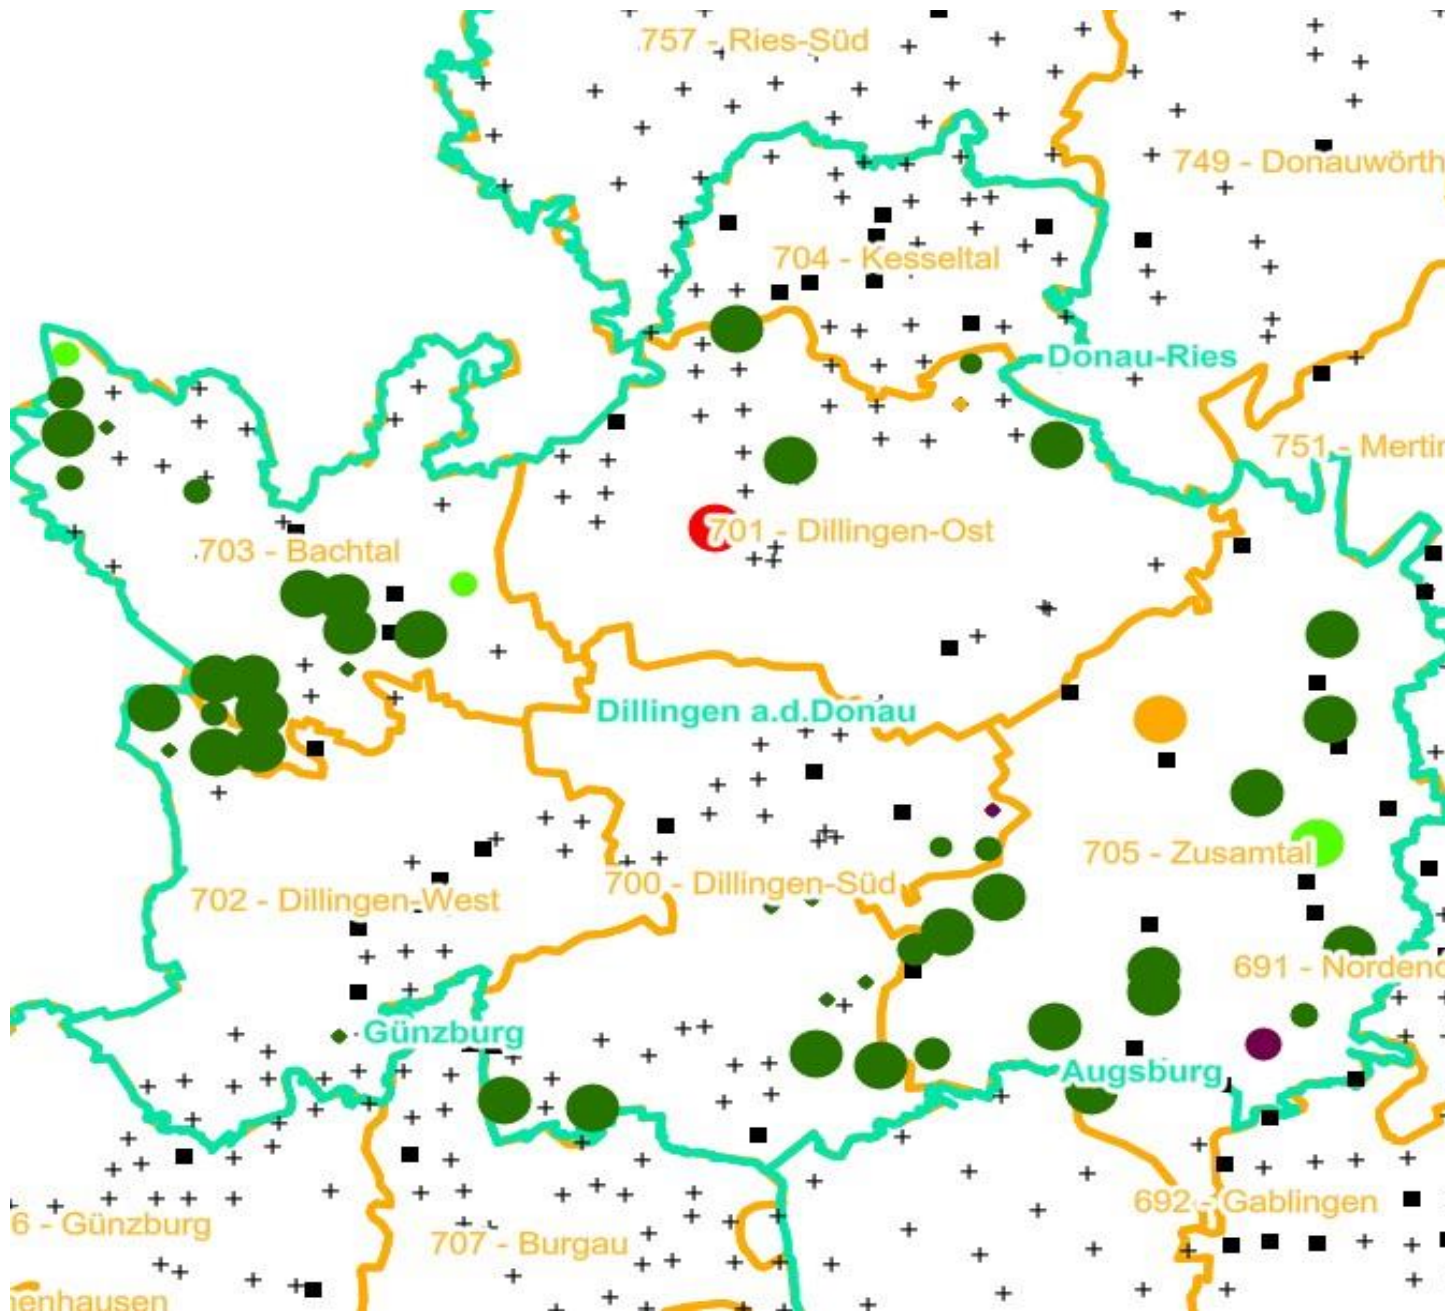 757 - Ries-Süd
749 - Donauwörth
704 - Kesseltal
Donau-Ries
751 - Mertin
703 - Bachtal
701 - Dillingen-Ost
Dillingen a.d.Donau
705 - Zusamtal
700 - Dillingen-Süd
702 - Dillingen-West
691 - Nordend
Günzburg
Augsburg
692 - Gablingen
6 - Günzburg
707 - Burgau
enhausen